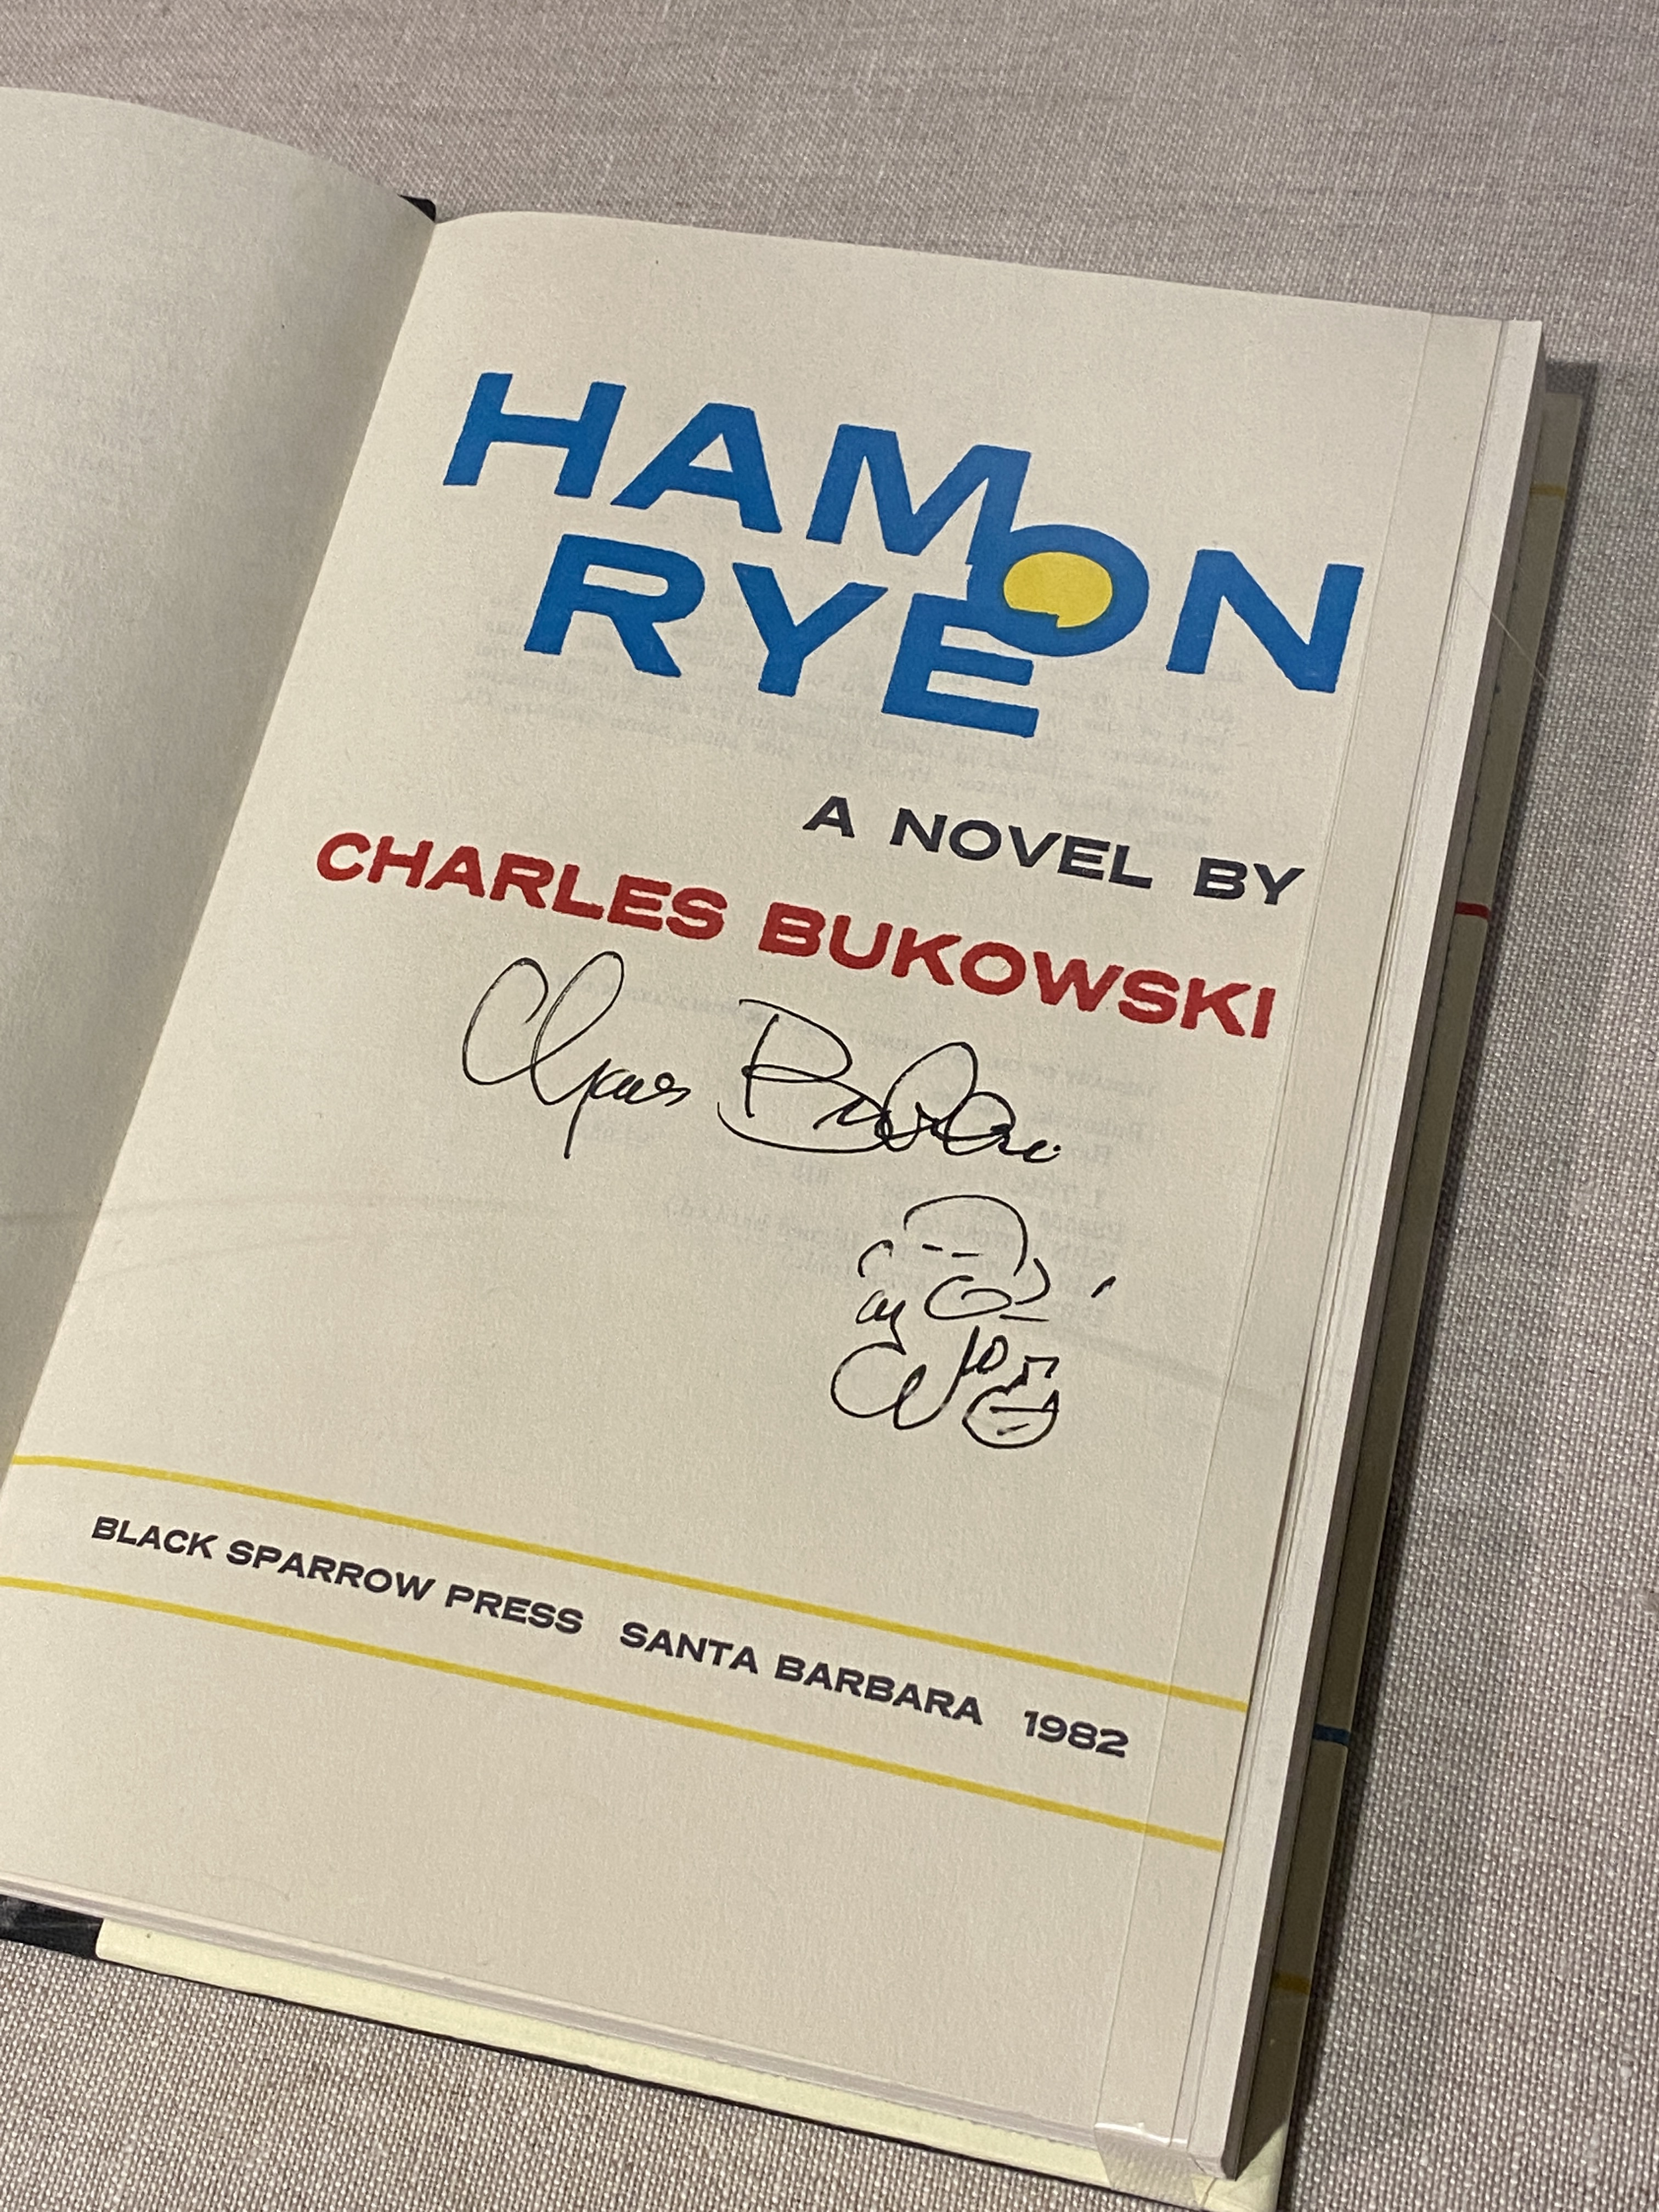 HAM ON
RYE
A NOVEL BY
CHARLES BUKOWSKI
BLACK SPARROW PRESS SANTA BARBARA 1982